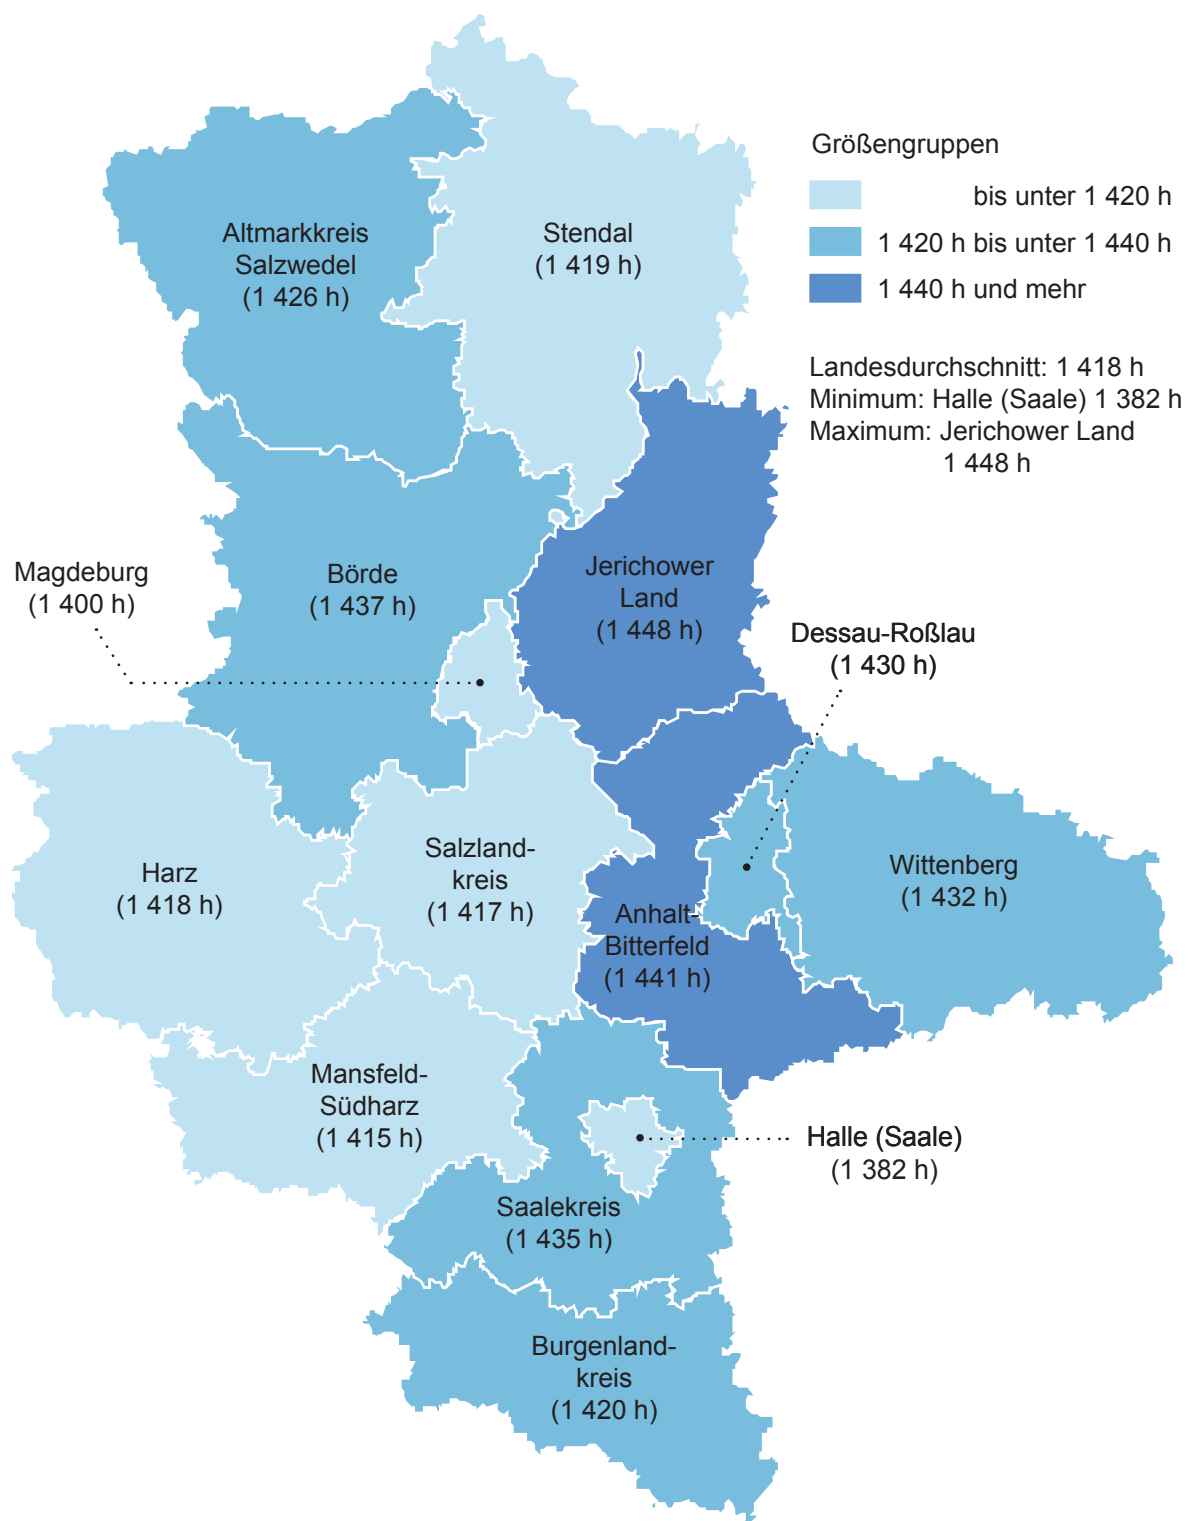 Größengruppen
bis unter 1 420 h
1 420 h bis unter 1 440 h
1 440 h und mehr
Landesdurchschnitt: 1 418 h
Minimum: Halle (Saale) 1 382 h
Maximum: Jerichower Land
1 448 h
Altmarkkreis
Salzwedel
(1 426 h)
Stendal
(1 419 h)
Magdeburg
(1 400 h)
Börde
(1 437 h)
Jerichower
Land
(1 448 h)
Dessau-Roßlau
(1 430 h)
Harz
(1 418 h)
Salzland-
kreis
(1 417 h)
Anhalt-
Bitterfeld
(1 441 h)
Wittenberg
(1 432 h)
Mansfeld-
Südharz
(1 415 h)
Halle (Saale)
(1 382 h)
Saalekreis
(1 435 h)
Burgenland-
kreis
(1 420 h)